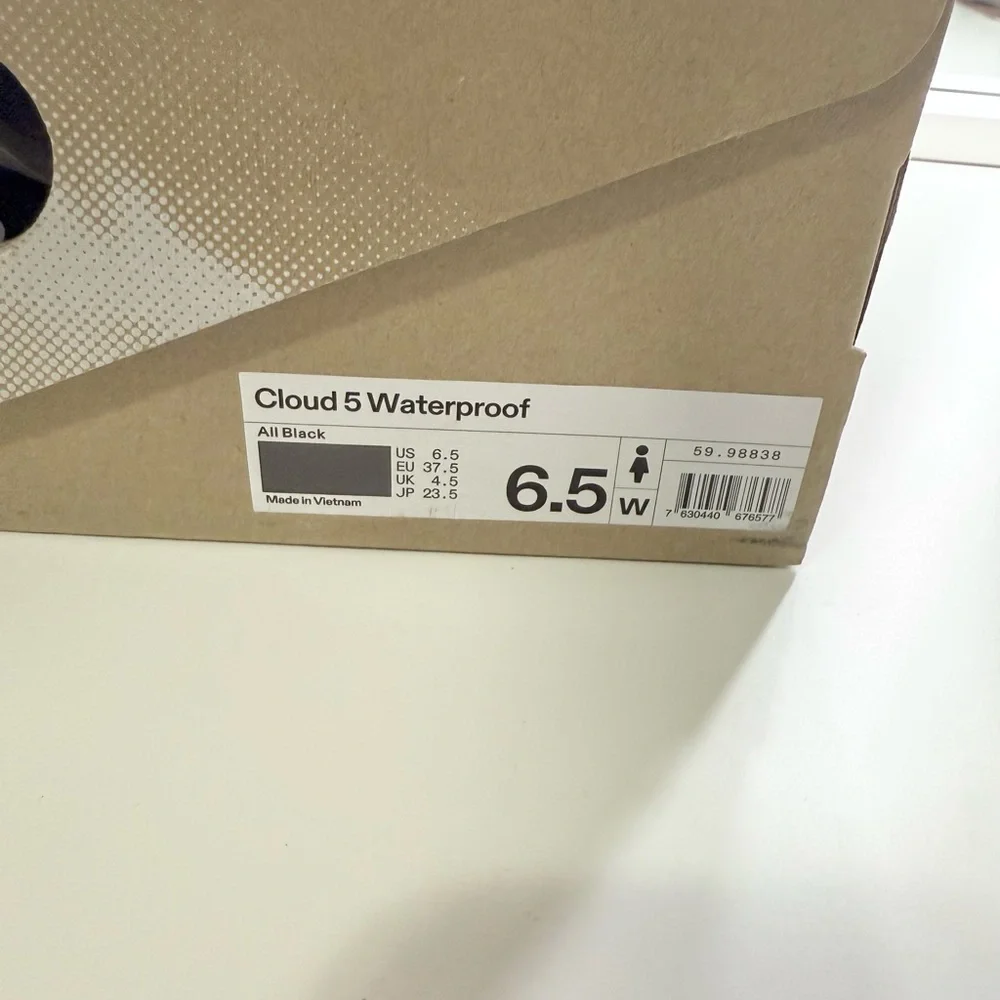 Cloud 5 Waterproof
All Black
US 6.5
EU 37.5
UK 4.5
JP 23.5
Made in Vietnam
6.5
W
59.98838
7 630440 676577